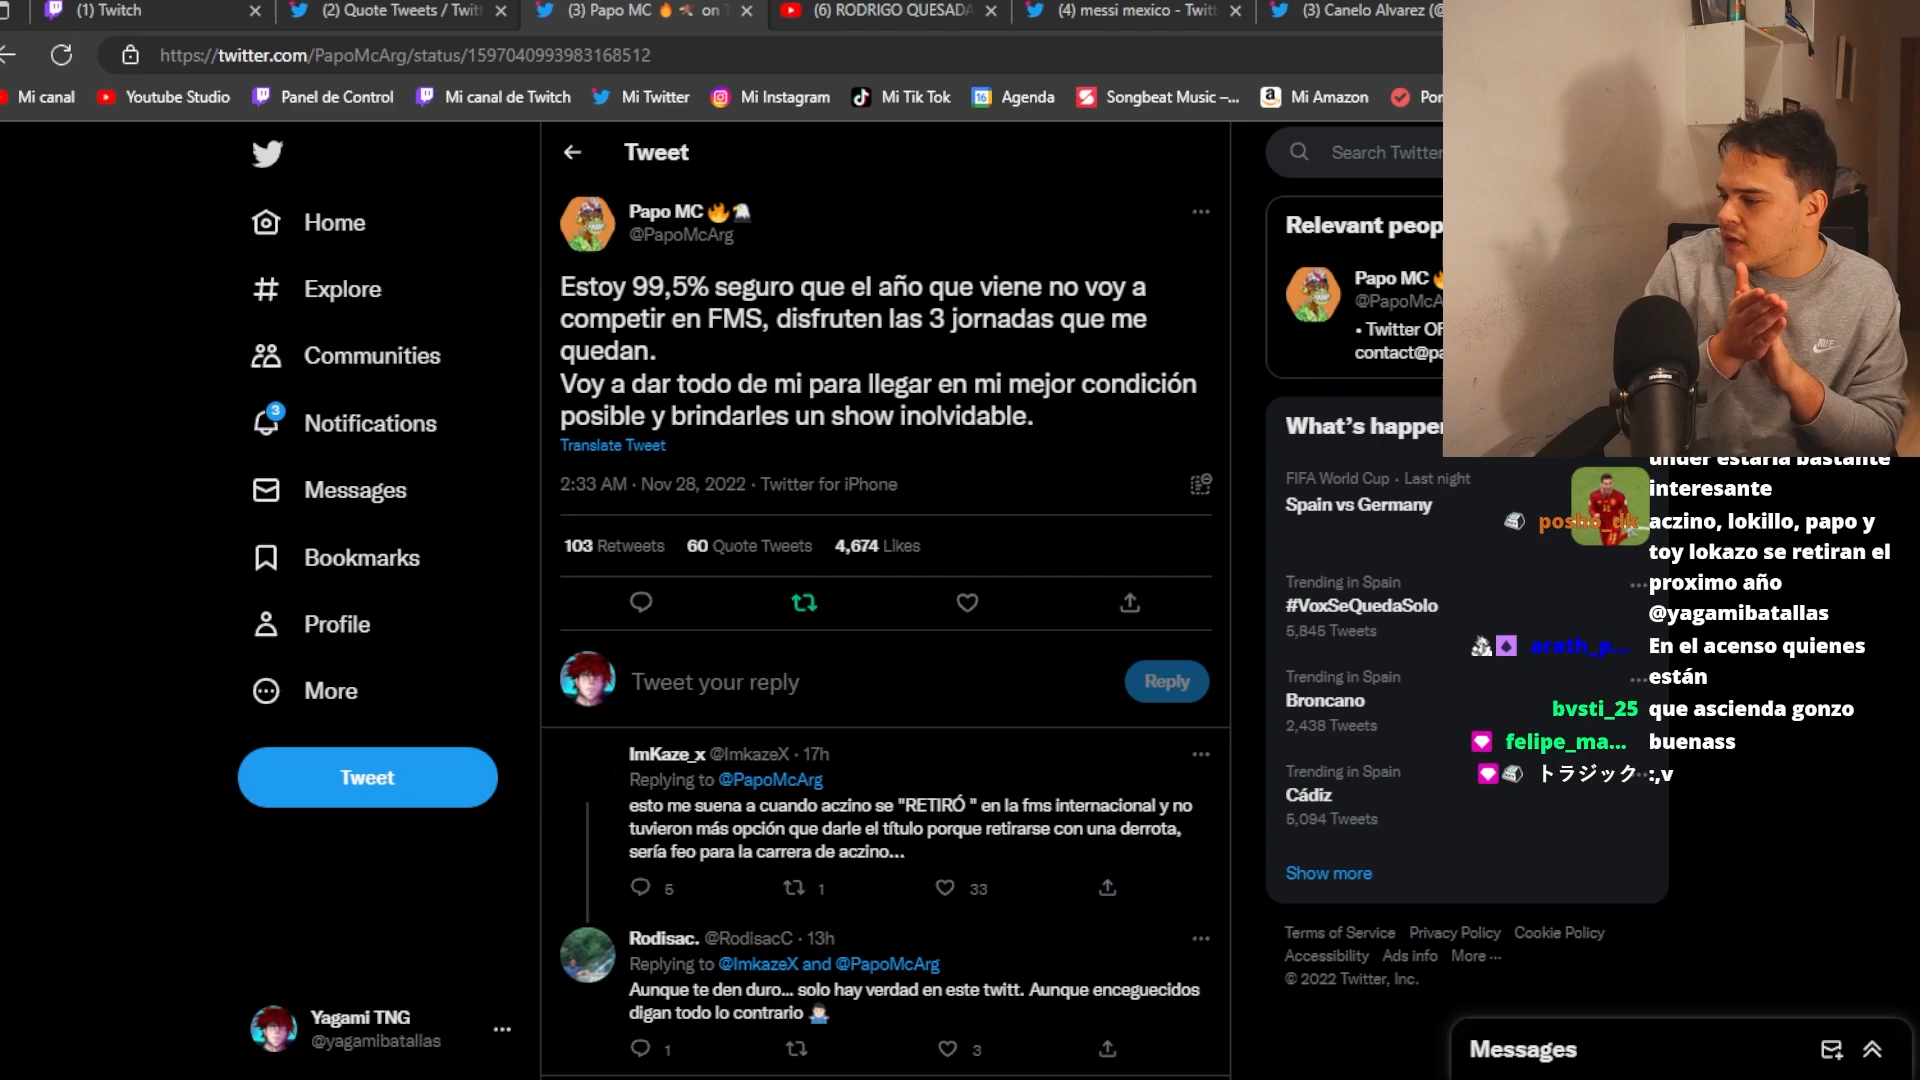 (1) Twitch
(2) Quote Tweets / Twitt
(3) Papo MC 🔥 on T
(6) RODRIGO QUESADA
(4) messi mexico - Twitt
(3) Canelo Alvarez (@
https://twitter.com/PapoMcArg/status/1597040993983168512
Mi canal
Youtube Studio
Panel de Control
Mi canal de Twitch
Mi Twitter
Mi Instagram
Mi Tik Tok
16
Agenda
Songbeat Music –...
Mi Amazon
Por
Home
Explore
Communities
3
Notifications
Messages
Bookmarks
Profile
More
Tweet
Yagami TNG
@yagamibatallas
Tweet
Papo MC 🔥🦅
@PapoMcArg
Estoy 99,5% seguro que el año que viene no voy a
competir en FMS, disfruten las 3 jornadas que me
quedan.
Voy a dar todo de mi para llegar en mi mejor condición
posible y brindarles un show inolvidable.
Translate Tweet
2:33 AM · Nov 28, 2022 · Twitter for iPhone
103 Retweets 60 Quote Tweets 4,674 Likes
Tweet your reply
Reply
ImKaze_x @ImkazeX · 17h
Replying to @PapoMcArg
esto me suena a cuando aczino se "RETIRÓ " en la fms internacional y no
tuvieron más opción que darle el título porque retirarse con una derrota,
sería feo para la carrera de aczino...
5 1 33
Rodisac. @RodisacC · 13h
Replying to @ImkazeX and @PapoMcArg
Aunque te den duro... solo hay verdad en este twitt. Aunque enceguecidos
digan todo lo contrario 🤷🏻‍♂️
1 3
Search Twitter
Relevant peop
Papo MC 🔥
@PapoMcA
• Twitter OF
contact@pa
What's happer
FIFA World Cup · Last night
Spain vs Germany
Trending in Spain
#VoxSeQuedaSolo
5,845 Tweets
Trending in Spain
Broncano
2,438 Tweets
Trending in Spain
Cádiz
5,094 Tweets
Show more
Terms of Service Privacy Policy Cookie Policy
Accessibility Ads info More ···
© 2022 Twitter, Inc.
under estaria bastante
interesante
posho_dk aczino, lokillo, papo y
toy lokazo se retiran el
proximo año
@yagamibatallas
arath_p... En el acenso quienes
están
bvsti_25 que ascienda gonzo
felipe_ma... buenass
トラジック :,v
Messages